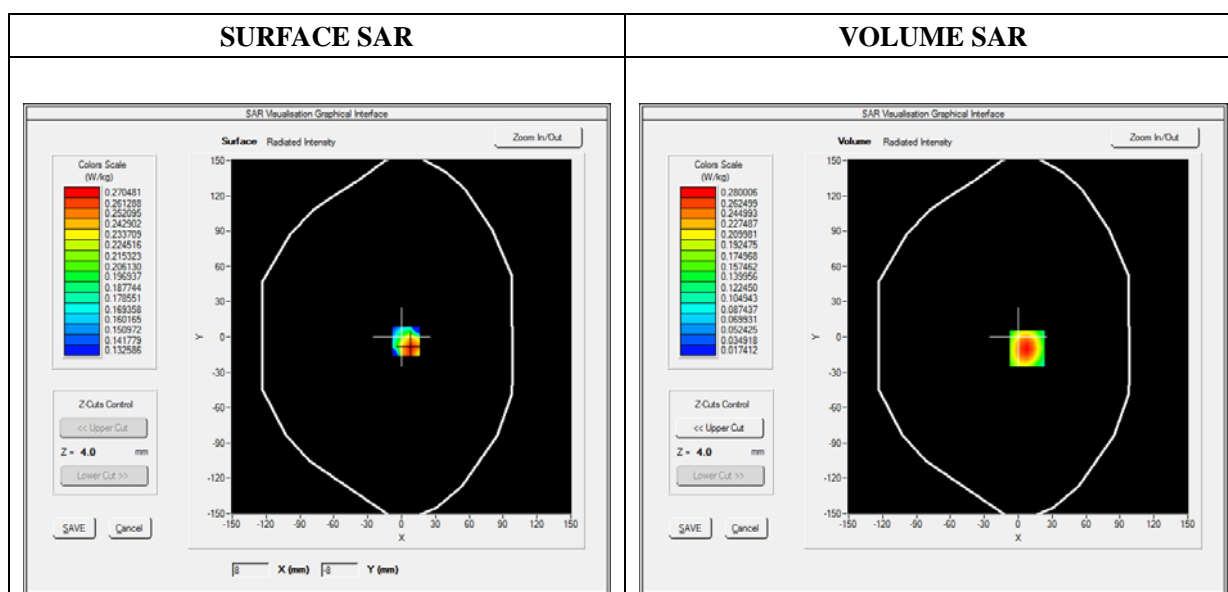 SURFACE SAR
VOLUME SAR
SAR Visualisation Graphical Interface
Surface Radiated Intensity
Zoom In/Out
Colors Scale
(W/kg)
0.270481
0.261288
0.252095
0.242902
0.233709
0.224516
0.215323
0.206130
0.196937
0.187744
0.178551
0.169358
0.160165
0.150972
0.141779
0.132586
Z-Cuts Control
<< Upper Cut
Z = 4.0 mm
Lower Cut >>
SAVE Cancel
150
120
90
60
30
0
-30
-60
-90
-120
-150
Y
-150 -120 -90 -60 -30 0 30 60 90 120 150
X
8 X (mm) -8 Y (mm)
SAR Visualisation Graphical Interface
Volume Radiated Intensity
Zoom In/Out
Colors Scale
(W/kg)
0.280006
0.262499
0.244993
0.227487
0.209981
0.192475
0.174968
0.157462
0.139956
0.122450
0.104943
0.087437
0.069931
0.052425
0.034918
0.017412
Z-Cuts Control
<< Upper Cut
Z = 4.0 mm
Lower Cut >>
SAVE Cancel
150
120
90
60
30
0
-30
-60
-90
-120
-150
Y
-150 -120 -90 -60 -30 0 30 60 90 120 150
X